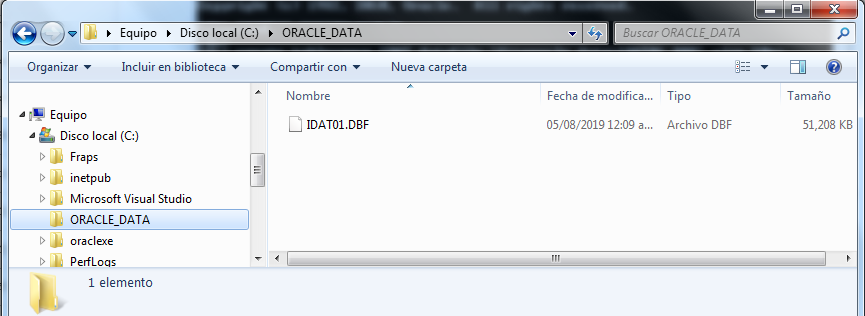 Equipo ▸ Disco local (C:) ▸ ORACLE_DATA
Buscar ORACLE_DATA
Organizar Incluir en biblioteca Compartir con Nueva carpeta
Equipo
Disco local (C:)
Fraps
inetpub
Microsoft Visual Studio
ORACLE_DATA
oraclexe
PerfLogs
Nombre Fecha de modifica... Tipo Tamaño
IDAT01.DBF 05/08/2019 12:09 a... Archivo DBF 51,208 KB
1 elemento